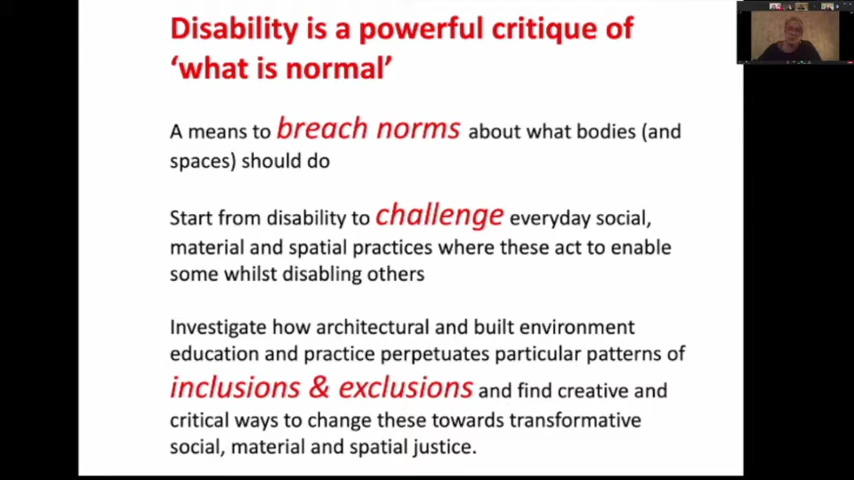 Disability is a powerful critique of
‘what is normal’
A means to breach norms about what bodies (and
spaces) should do
Start from disability to challenge everyday social,
material and spatial practices where these act to enable
some whilst disabling others
Investigate how architectural and built environment
education and practice perpetuates particular patterns of
inclusions & exclusions and find creative and
critical ways to change these towards transformative
social, material and spatial justice.